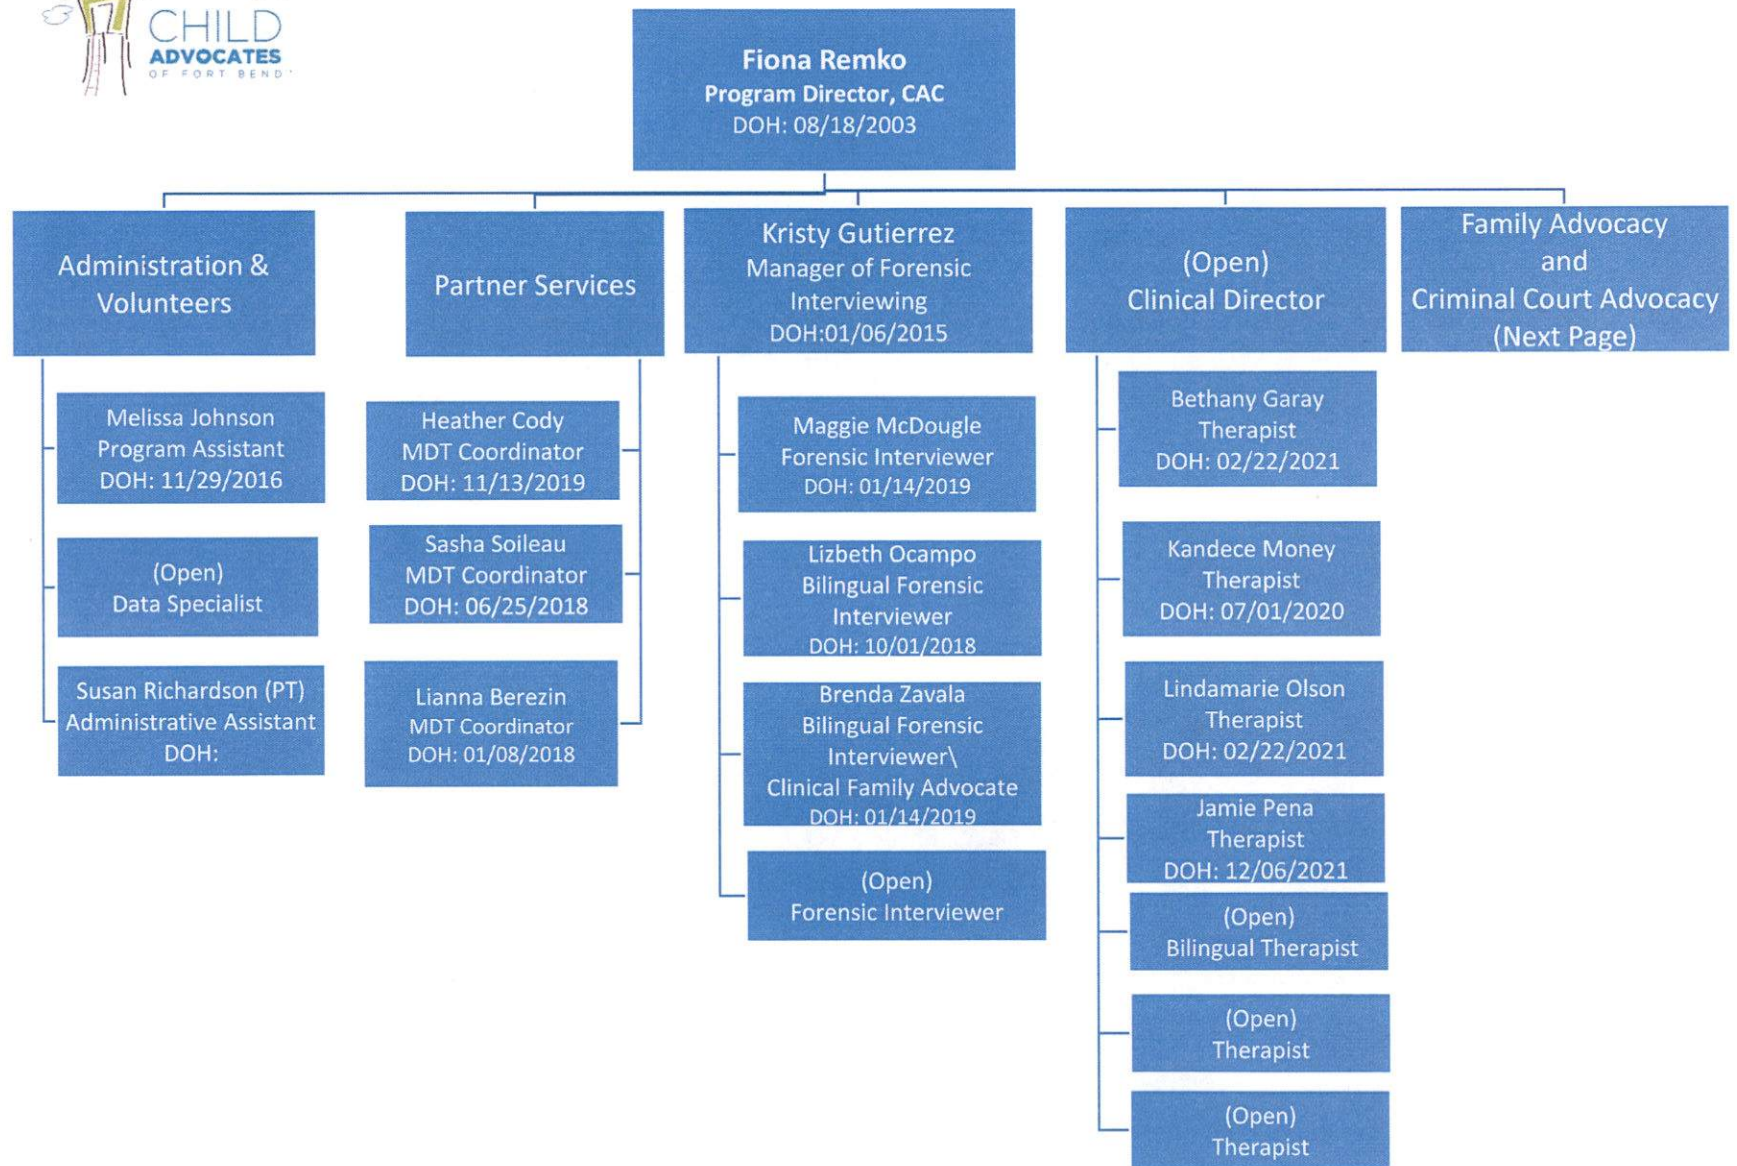 CHILD
ADVOCATES
OF FORT BEND
Fiona Remko
Program Director, CAC
DOH: 08/18/2003
Administration &
Volunteers
Melissa Johnson
Program Assistant
DOH: 11/29/2016
(Open)
Data Specialist
Susan Richardson (PT)
Administrative Assistant
DOH:
Partner Services
Heather Cody
MDT Coordinator
DOH: 11/13/2019
Sasha Soileau
MDT Coordinator
DOH: 06/25/2018
Lianna Berezin
MDT Coordinator
DOH: 01/08/2018
Kristy Gutierrez
Manager of Forensic
Interviewing
DOH:01/06/2015
Maggie McDougle
Forensic Interviewer
DOH: 01/14/2019
Lizbeth Ocampo
Bilingual Forensic
Interviewer
DOH: 10/01/2018
Brenda Zavala
Bilingual Forensic
Interviewer\
Clinical Family Advocate
DOH: 01/14/2019
(Open)
Forensic Interviewer
(Open)
Clinical Director
Bethany Garay
Therapist
DOH: 02/22/2021
Kandece Money
Therapist
DOH: 07/01/2020
Lindamarie Olson
Therapist
DOH: 02/22/2021
Jamie Pena
Therapist
DOH: 12/06/2021
(Open)
Bilingual Therapist
(Open)
Therapist
(Open)
Therapist
Family Advocacy
and
Criminal Court Advocacy
(Next Page)